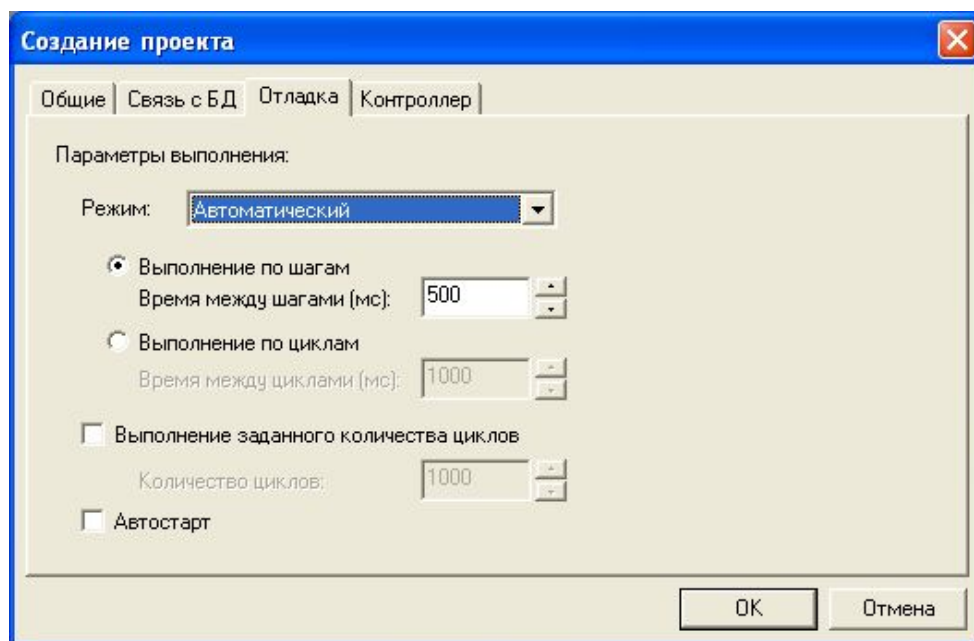 Создание проекта
Общие Связь с БД Отладка Контроллер
Параметры выполнения:
Режим: Автоматический
Выполнение по шагам
Время между шагами (мс): 500
Выполнение по циклам
Время между циклами (мс): 1000
Выполнение заданного количества циклов
Количество циклов: 1000
Автостарт
OK Отмена